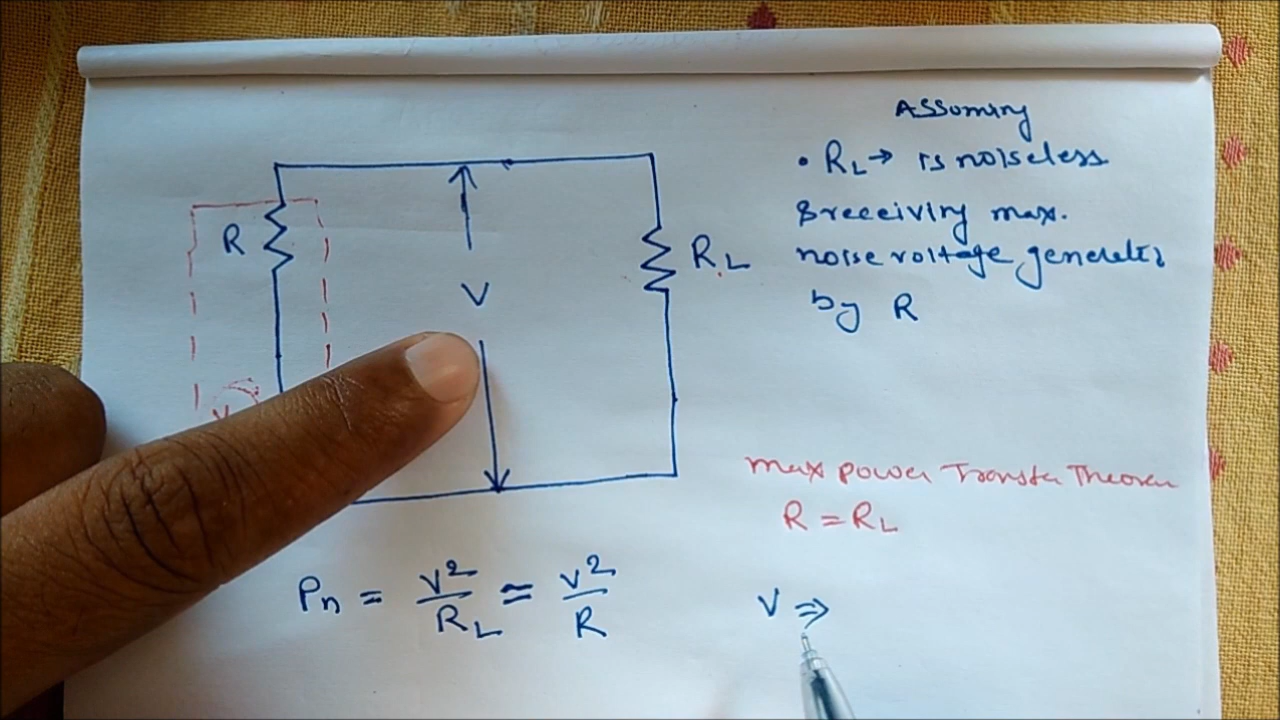 Assuming
• RL → is noiseless
& receiving max.
noise voltage generated
by R
R
V
RL
V
max power Transfer Theorem
R = RL
Pn = V²/RL ≈ V²/R
V ⇒